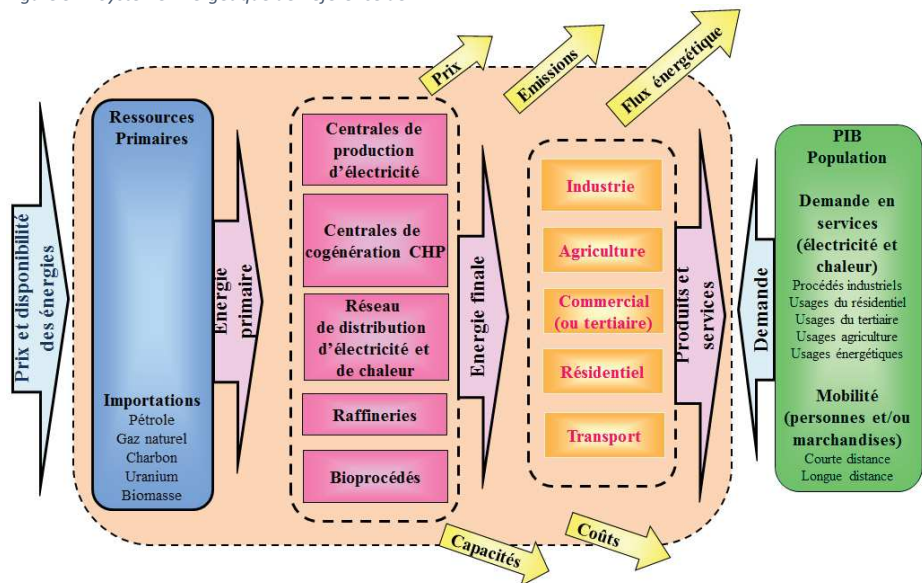 Prix
Emissions
Flux énergétique
Prix et disponibilité
des énergies
Ressources
Primaires
Importations
Pétrole
Gaz naturel
Charbon
Uranium
Biomasse
Energie
primaire
Centrales de
production
d'électricité
Centrales de
cogénération CHP
Réseau
de distribution
d'électricité et
de chaleur
Raffineries
Bioprocédés
Energie finale
Industrie
Agriculture
Commercial
(ou tertiaire)
Résidentiel
Transport
Produits et
services
Demande
PIB
Population
Demande en
services
(électricité et
chaleur)
Procédés industriels
Usages du résidentiel
Usages du tertiaire
Usages agriculture
Usages énergétiques
Mobilité
(personnes et/ou
marchandises)
Courte distance
Longue distance
Capacités
Coûts